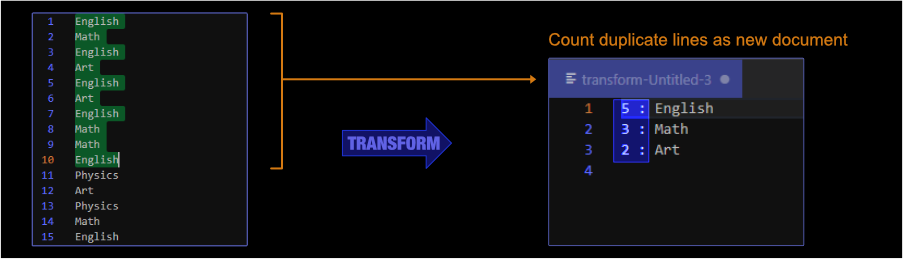 1 English
2 Math
3 English
4 Art
5 English
6 Art
7 English
8 Math
9 Math
10 English
11 Physics
12 Art
13 Physics
14 Math
15 English
TRANSFORM
Count duplicate lines as new document
transform-Untitled-3
1 5 : English
2 3 : Math
3 2 : Art
4